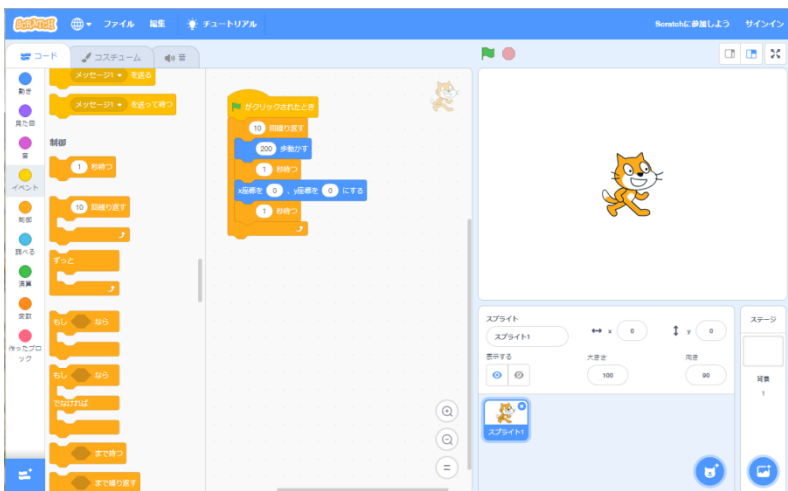 SCRATCH ファイル 編集 チュートリアル Scratchに参加しよう サインイン
コード コスチューム 音
動き
見た目
音
イベント
制御
調べる
演算
変数
作ったブロック
メッセージ1 を送る
メッセージ1 を送って待つ
制御
1 秒待つ
10 回繰り返す
ずっと
もし なら
もし なら
でなければ
まで待つ
まで繰り返す
がクリックされたとき
10 回繰り返す
200 歩動かす
1 秒待つ
x座標を 0 、y座標を 0 にする
1 秒待つ
スプライト
スプライト1 x 0 y 0
表示する 大きさ 向き
100 90
スプライト1
ステージ
背景
1